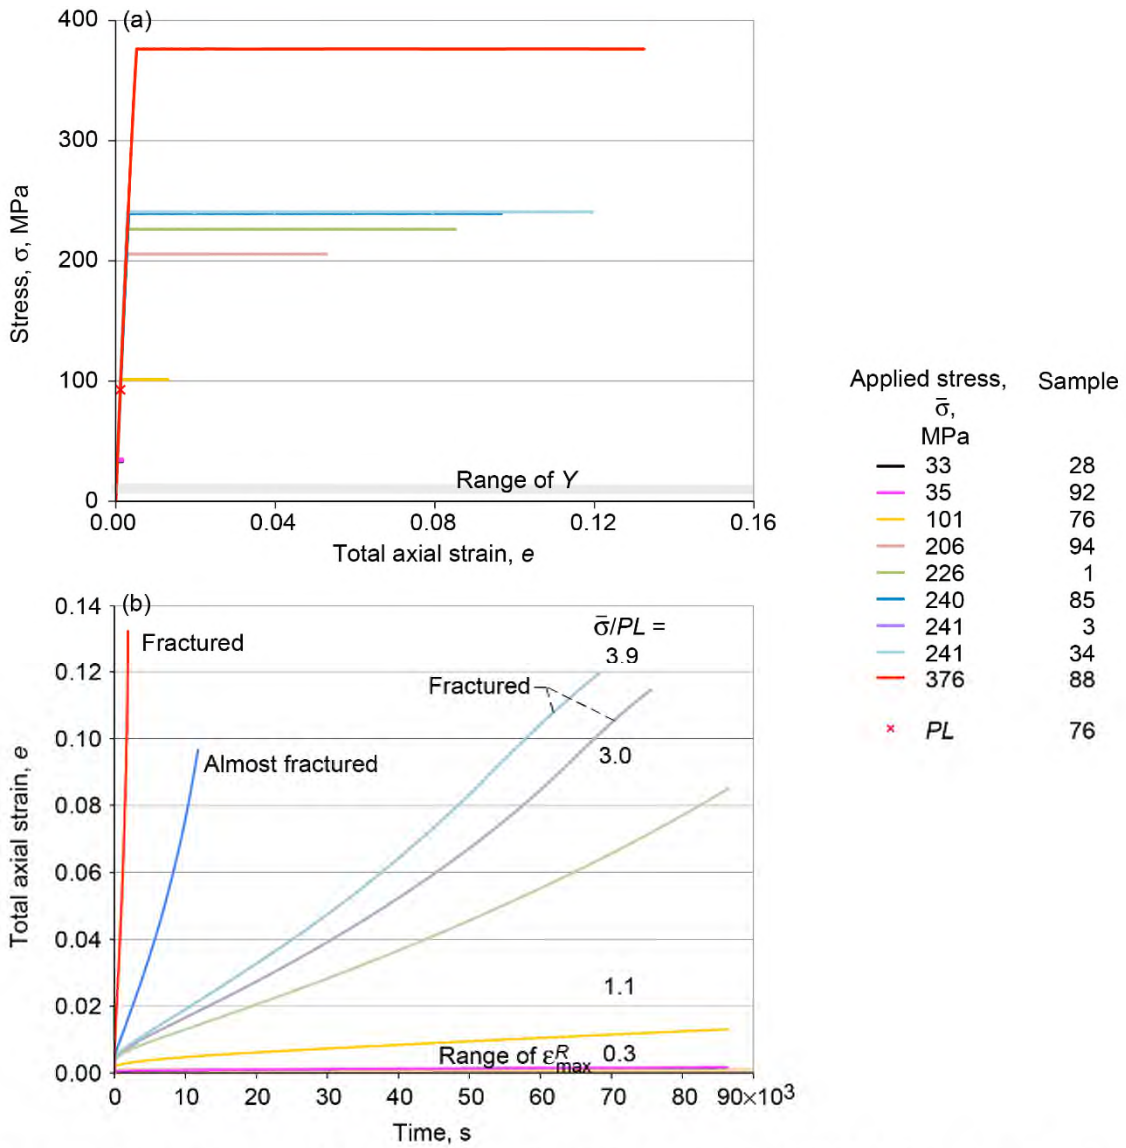 (a)
400
300
200
100
0
Stress, σ, MPa
Range of Y
0.00 0.04 0.08 0.12 0.16
Total axial strain, e
Applied stress, Sample
σ̄,
MPa
33 28
35 92
101 76
206 94
226 1
240 85
241 3
241 34
376 88
× PL 76
(b)
0.14
0.12
0.10
0.08
0.06
0.04
0.02
0.00
Total axial strain, e
Fractured
Almost fractured
σ̄/PL =
3.9
Fractured
3.0
1.1
0.3
Range of εᴿmax
0 10 20 30 40 50 60 70 80 90×10³
Time, s